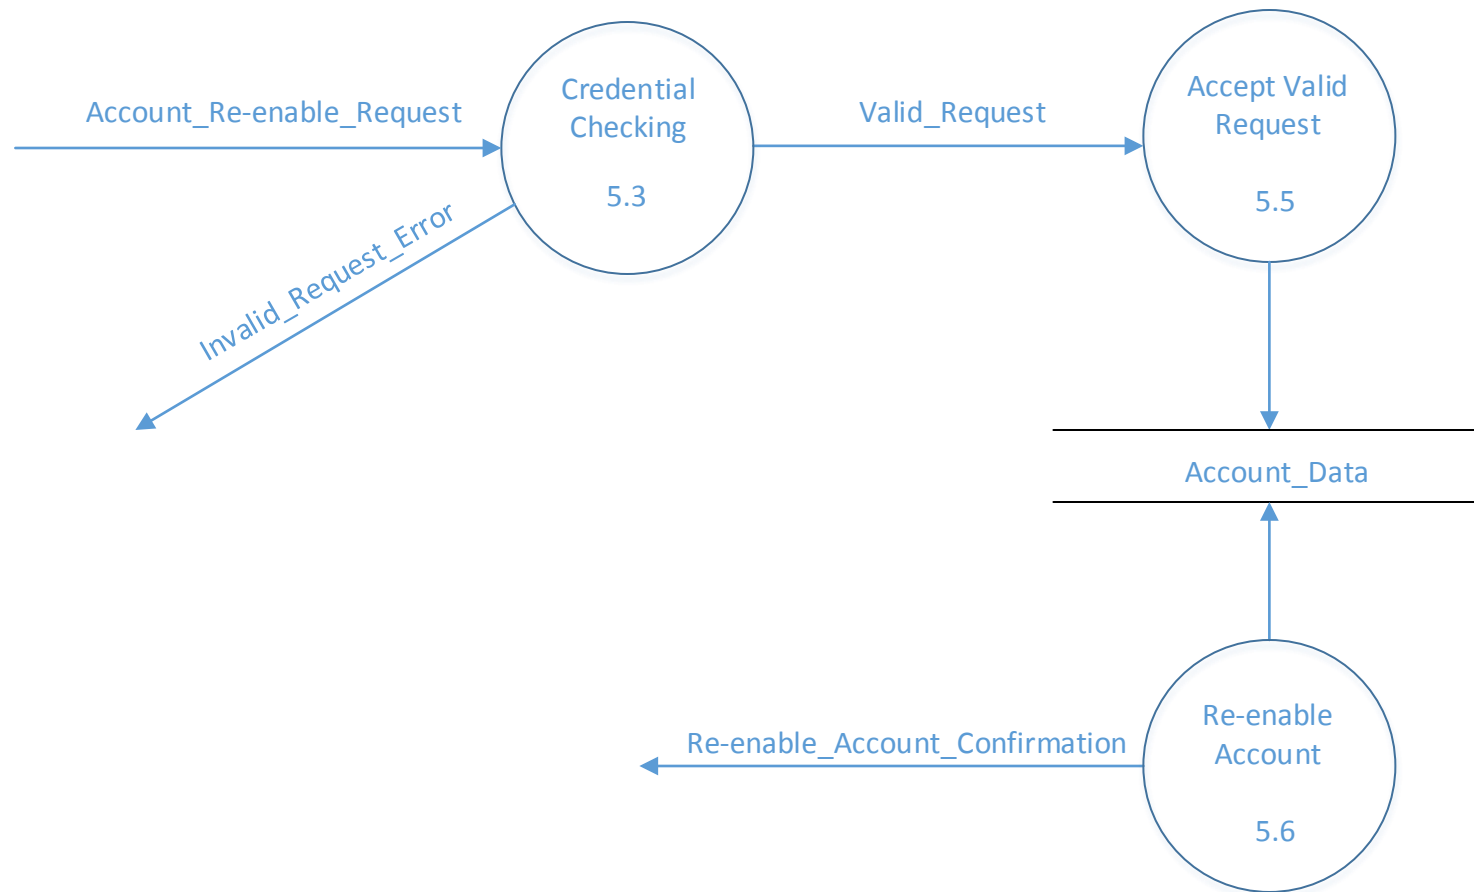 Account_Re-enable_Request
Credential
Checking
5.3
Valid_Request
Accept Valid
Request
5.5
Invalid_Request_Error
Account_Data
Re-enable_Account_Confirmation
Re-enable
Account
5.6